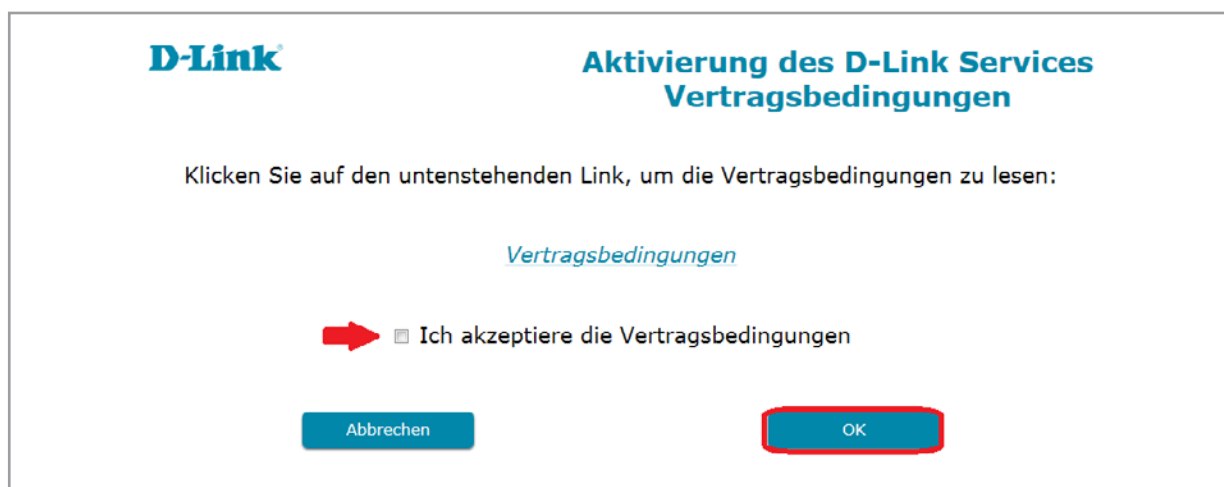 D-Link
Aktivierung des D-Link Services
Vertragsbedingungen
Klicken Sie auf den untenstehenden Link, um die Vertragsbedingungen zu lesen:
Vertragsbedingungen
Ich akzeptiere die Vertragsbedingungen
Abbrechen
OK